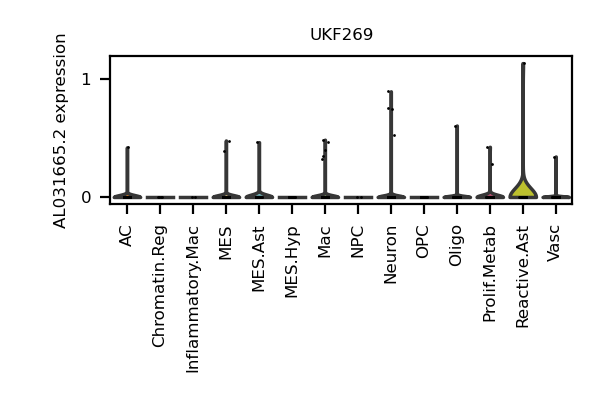 UKF269
AL031665.2 expression
1
0
AC
Chromatin.Reg
Inflammatory.Mac
MES
MES.Ast
MES.Hyp
Mac
NPC
Neuron
OPC
Oligo
Prolif.Metab
Reactive.Ast
Vasc